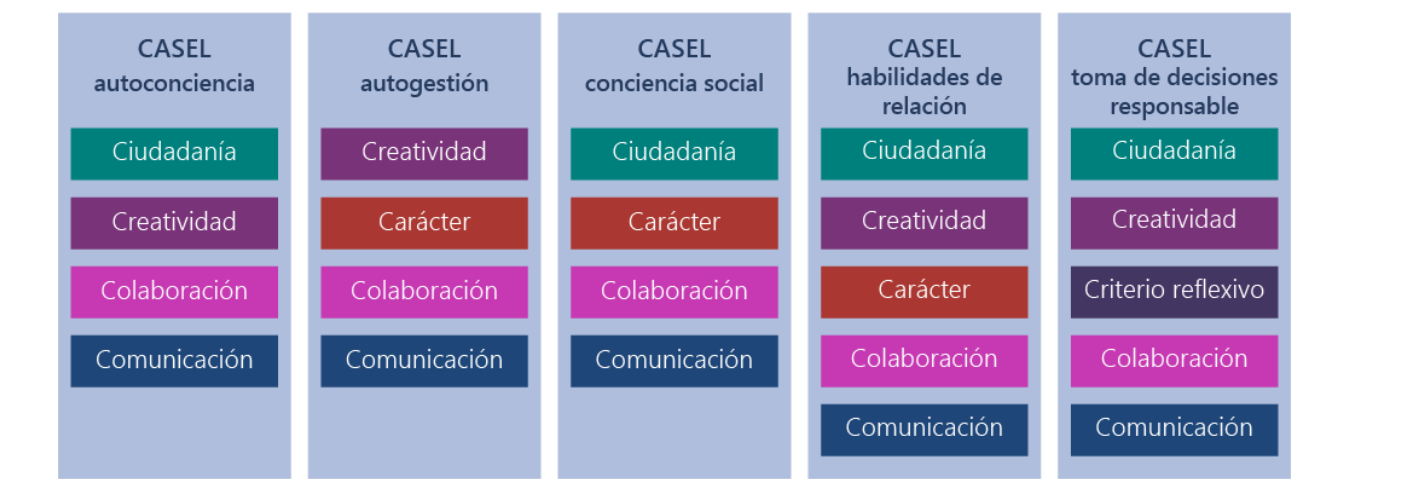 CASEL
autoconciencia
Ciudadanía
Creatividad
Colaboración
Comunicación
CASEL
autogestión
Creatividad
Carácter
Colaboración
Comunicación
CASEL
conciencia social
Ciudadanía
Carácter
Colaboración
Comunicación
CASEL
habilidades de
relación
Ciudadanía
Creatividad
Carácter
Colaboración
Comunicación
CASEL
toma de decisiones
responsable
Ciudadanía
Creatividad
Criterio reflexivo
Colaboración
Comunicación